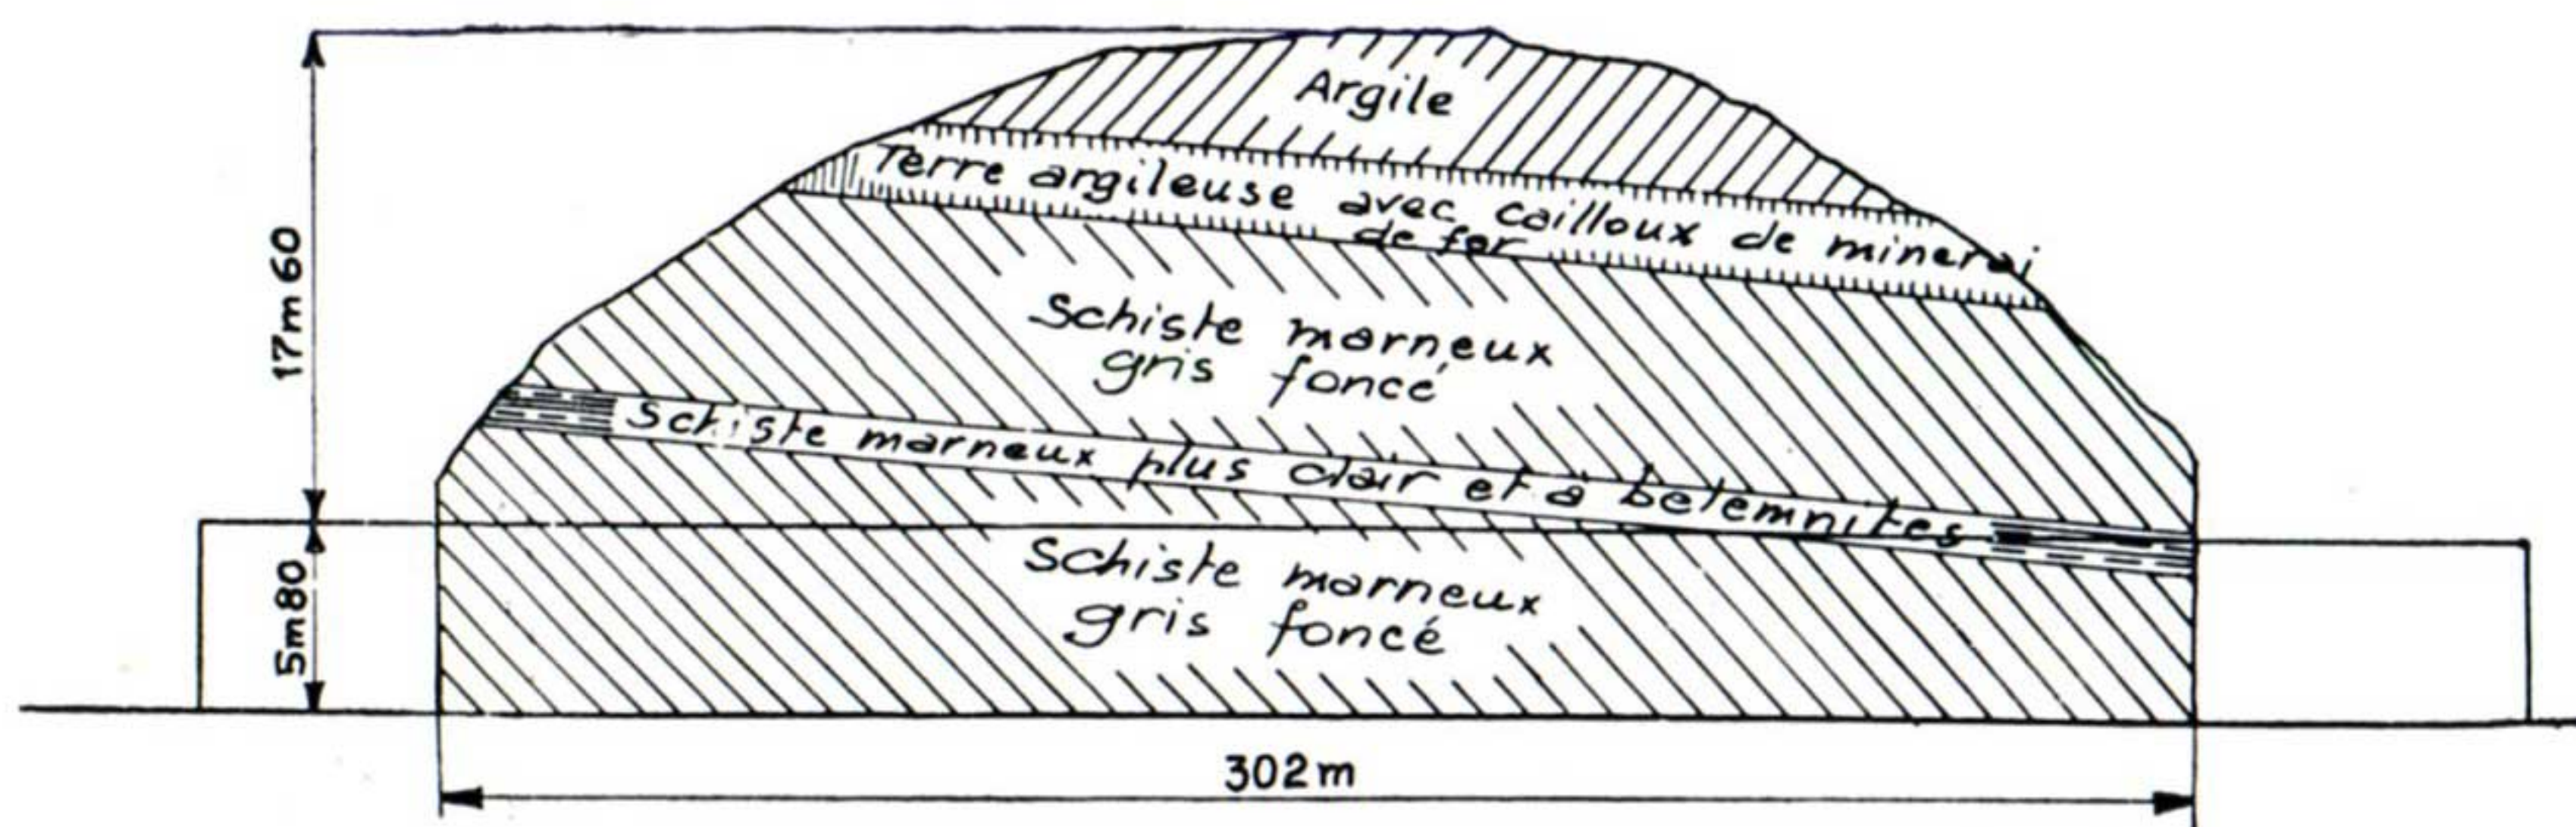 Argile
Terre argileuse avec cailloux de minerai
de fer
17m60
Schiste marneux
gris foncé
Schiste marneux plus clair et à belemnites
5m80
Schiste marneux
gris foncé
302m